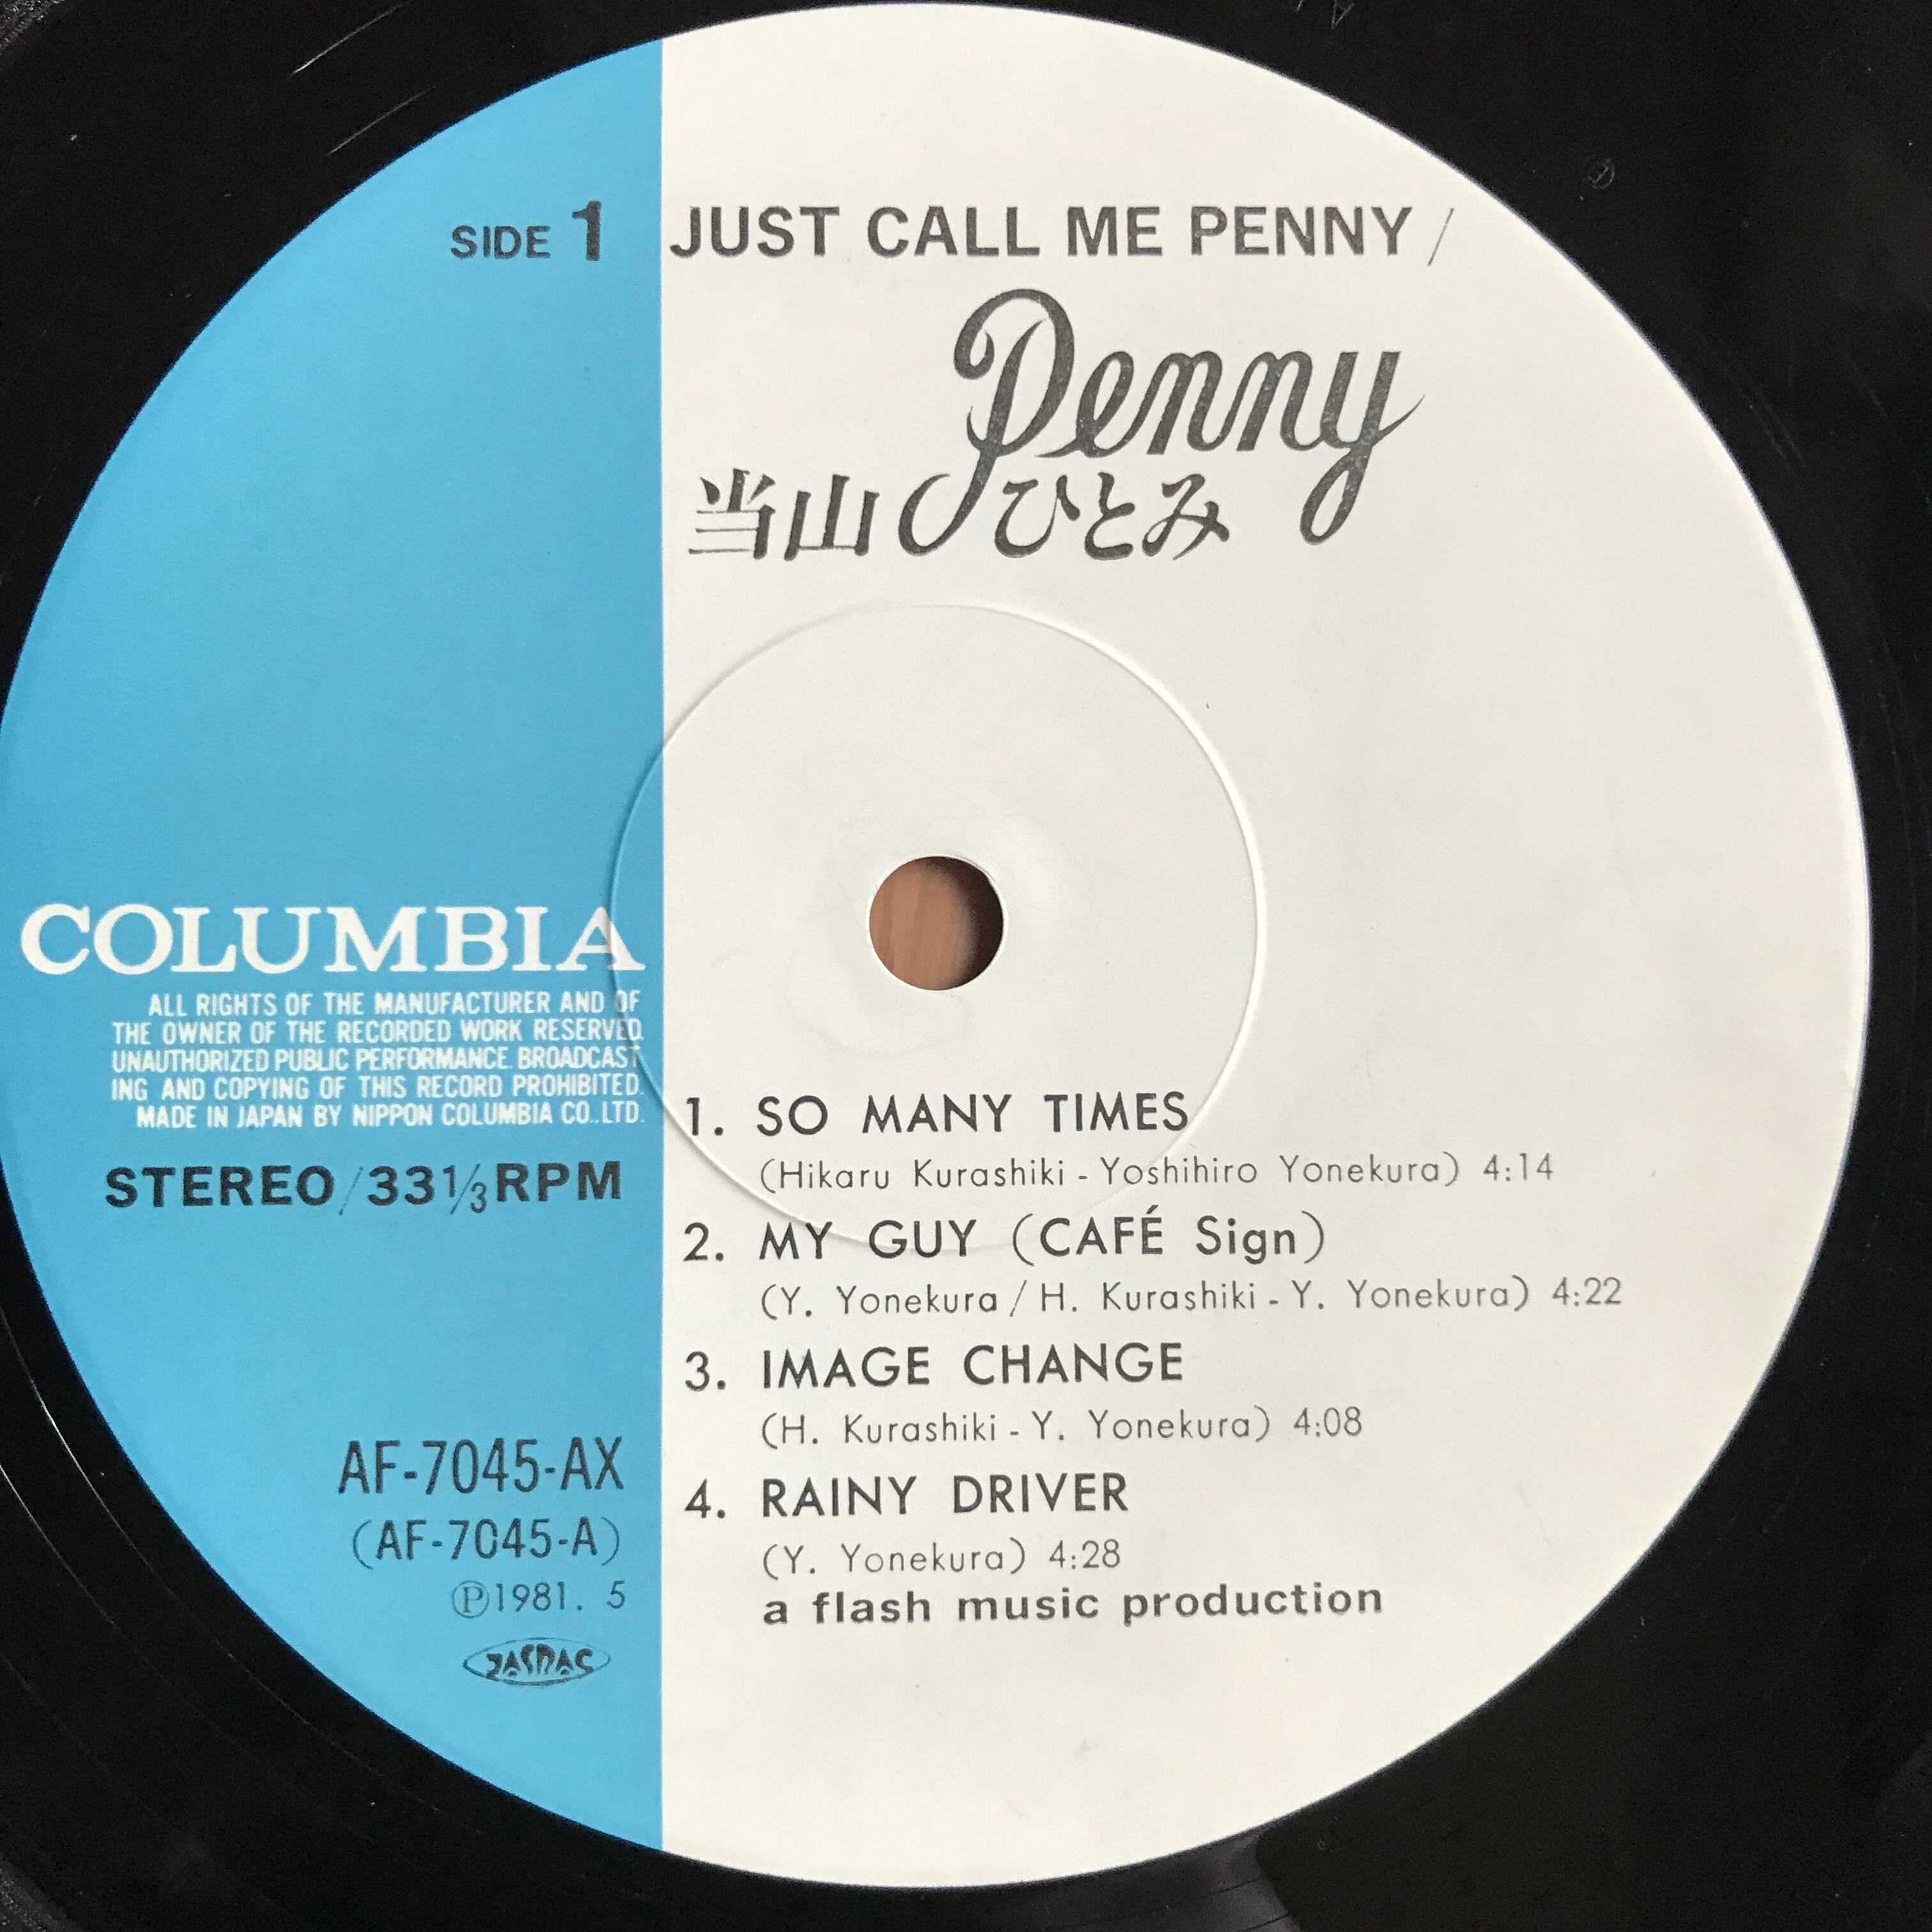 SIDE 1
JUST CALL ME PENNY /
Penny
当山ひとみ
COLUMBIA
ALL RIGHTS OF THE MANUFACTURER AND OF
THE OWNER OF THE RECORDED WORK RESERVED.
UNAUTHORIZED PUBLIC PERFORMANCE. BROADCAST
ING AND COPYING OF THIS RECORD PROHIBITED.
MADE IN JAPAN BY NIPPON COLUMBIA CO.,LTD.
STEREO/33⅓RPM
AF-7045-AX
(AF-7045-A)
Ⓟ1981. 5
JASRAC
1. SO MANY TIMES
(Hikaru Kurashiki - Yoshihiro Yonekura) 4:14
2. MY GUY (CAFÉ Sign)
(Y. Yonekura / H. Kurashiki - Y. Yonekura) 4:22
3. IMAGE CHANGE
(H. Kurashiki - Y. Yonekura) 4:08
4. RAINY DRIVER
(Y. Yonekura) 4:28
a flash music production